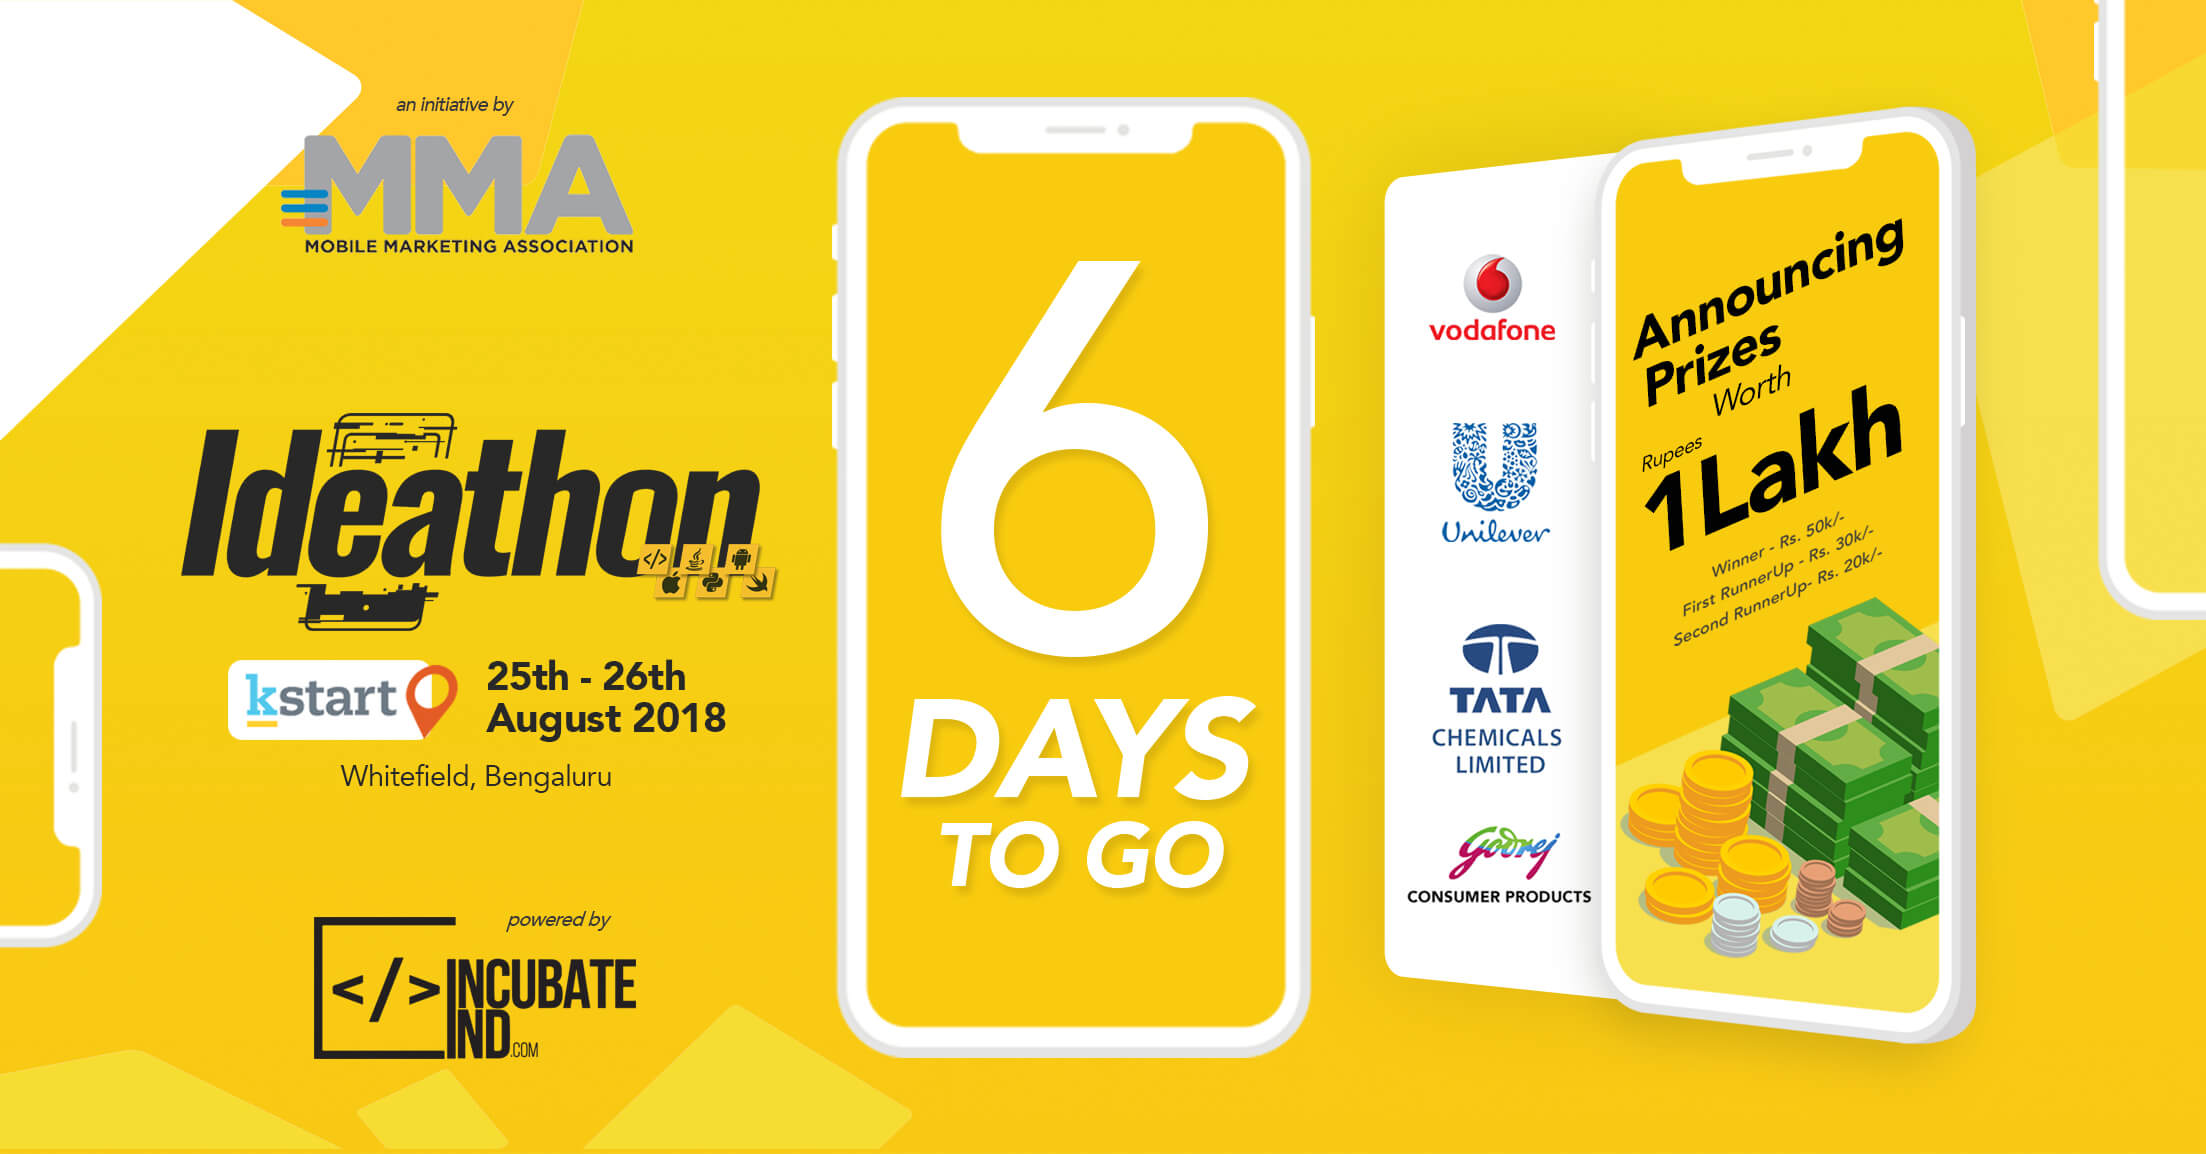 an initiative by
MMA
MOBILE MARKETING ASSOCIATION
Ideathon
</>
kstart
25th - 26th
August 2018
Whitefield, Bengaluru
powered by
</> INCUBATE
IND.COM
6
DAYS
TO GO
vodafone
Unilever
TATA
CHEMICALS
LIMITED
Godrej
CONSUMER PRODUCTS
Announcing
Prizes
Worth
Rupees
1 Lakh
Winner - Rs. 50k/-
First RunnerUp - Rs. 30k/-
Second RunnerUp- Rs. 20k/-